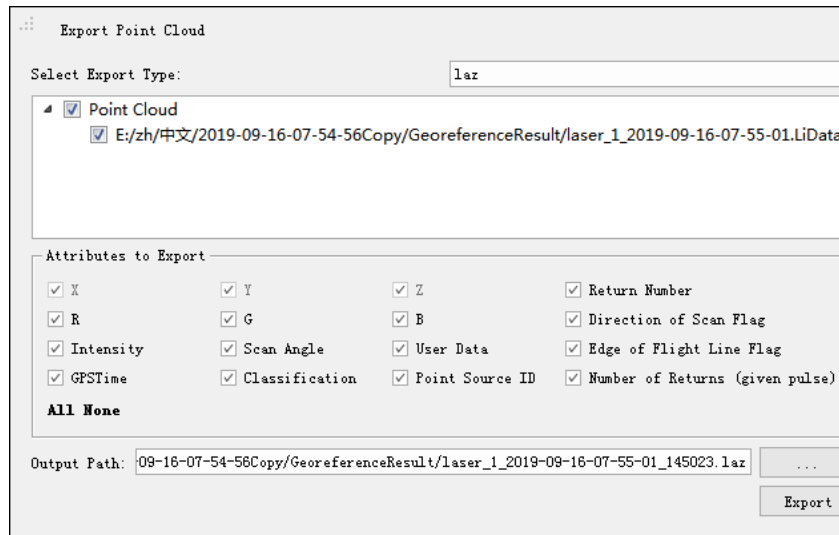 Export Point Cloud
Select Export Type: laz
Point Cloud
E:/zh/中文/2019-09-16-07-54-56Copy/GeoreferenceResult/laser_1_2019-09-16-07-55-01.LiData
Attributes to Export
X Y Z Return Number
R G B Direction of Scan Flag
Intensity Scan Angle User Data Edge of Flight Line Flag
GPSTime Classification Point Source ID Number of Returns (given pulse)
All None
Output Path: -09-16-07-54-56Copy/GeoreferenceResult/laser_1_2019-09-16-07-55-01_145023.laz ...
Export